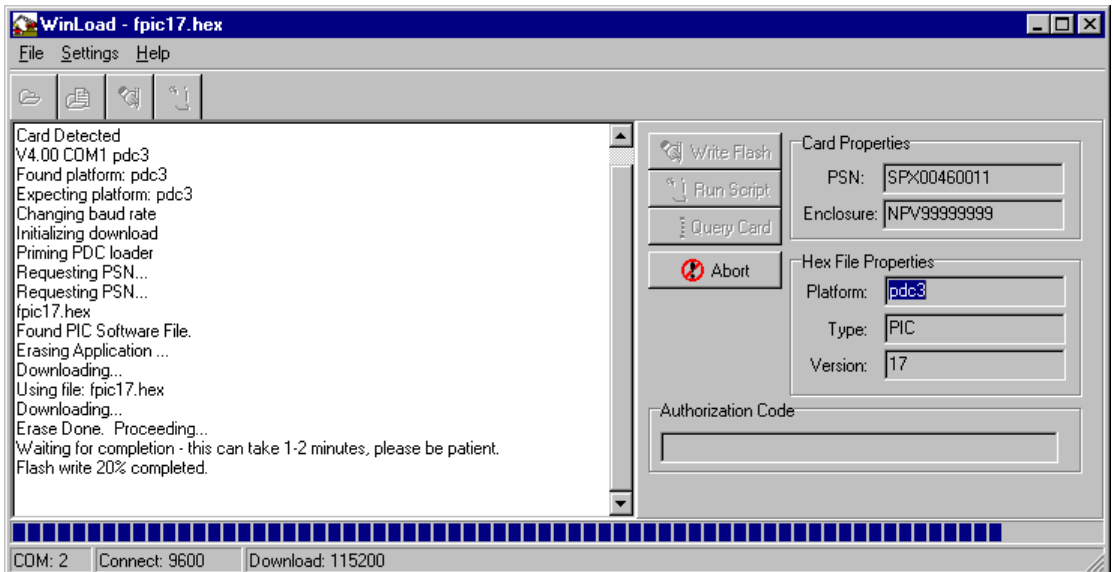 WinLoad - fpic17.hex
File Settings Help
Card Detected
V4.00 COM1 pdc3
Found platform: pdc3
Expecting platform: pdc3
Changing baud rate
Initializing download
Priming PDC loader
Requesting PSN...
Requesting PSN...
fpic17.hex
Found PIC Software File.
Erasing Application ...
Downloading...
Using file: fpic17.hex
Downloading...
Erase Done. Proceeding...
Waiting for completion - this can take 1-2 minutes, please be patient.
Flash write 20% completed.
Write Flash
Run Script
Query Card
Abort
Card Properties
PSN: SPX00460011
Enclosure: NPV99999999
Hex File Properties
Platform: pdc3
Type: PIC
Version: 17
Authorization Code
COM: 2 Connect: 9600 Download: 115200